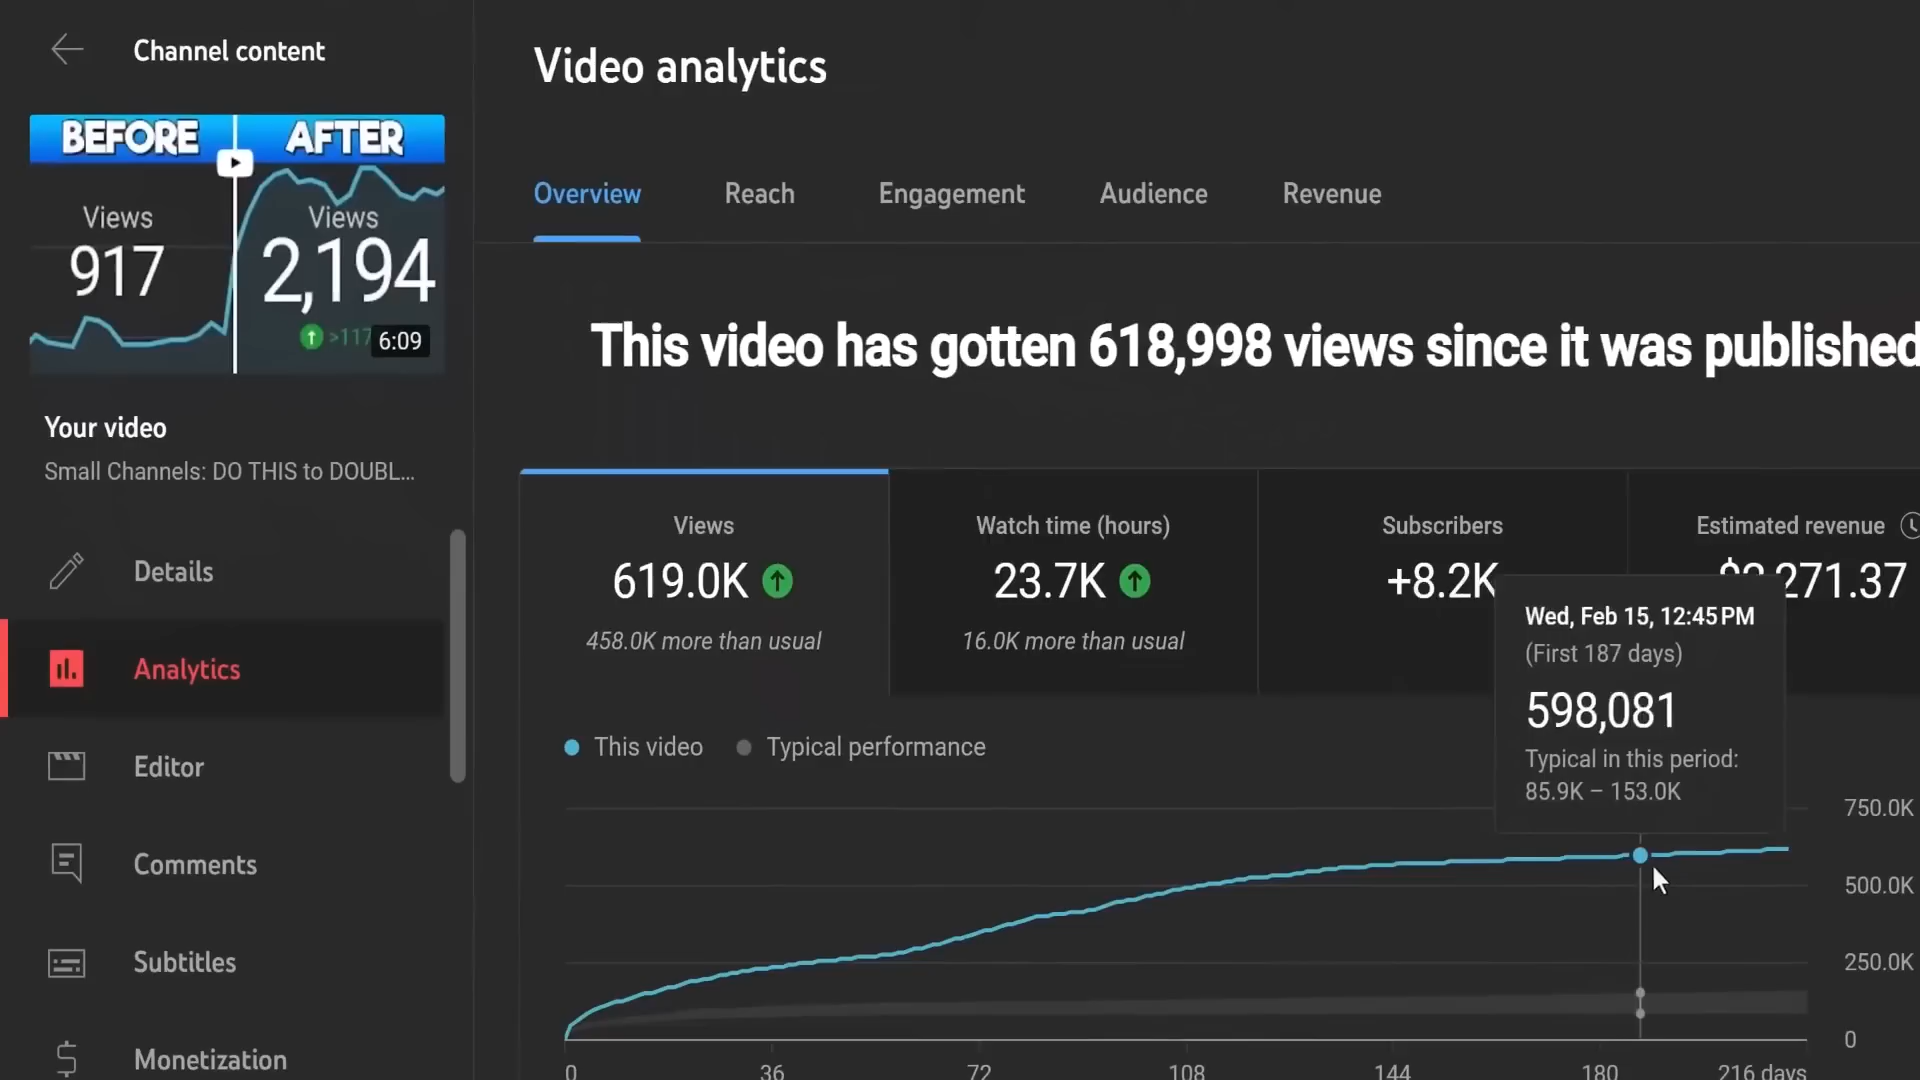 Channel content
BEFORE
AFTER
Views
917
Views
2,194
>117
6:09
Your video
Small Channels: DO THIS to DOUBL...
Details
Analytics
Editor
Comments
Subtitles
Monetization
Video analytics
Overview
Reach
Engagement
Audience
Revenue
This video has gotten 618,998 views since it was published
Views
619.0K
458.0K more than usual
Watch time (hours)
23.7K
16.0K more than usual
Subscribers
+8.2K
Estimated revenue
271.37
Wed, Feb 15, 12:45 PM
(First 187 days)
598,081
Typical in this period:
85.9K – 153.0K
This video
Typical performance
750.0K
500.0K
250.0K
0
0 36 72 108 144 180 216 days